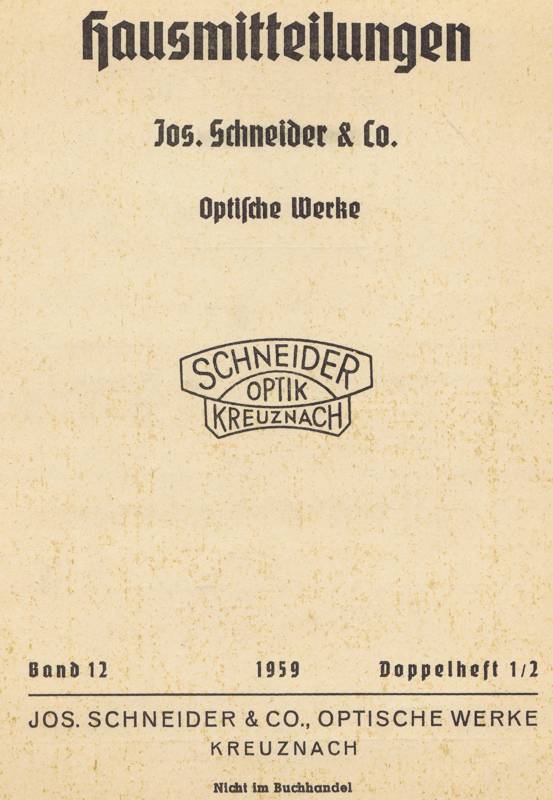 Hausmitteilungen
Jos. Schneider & Co.
Optiſche Werke
SCHNEIDER
OPTIK
KREUZNACH
Band 12 1959 Doppelheft 1/2
JOS. SCHNEIDER & CO., OPTISCHE WERKE
KREUZNACH
Nicht im Buchhandel